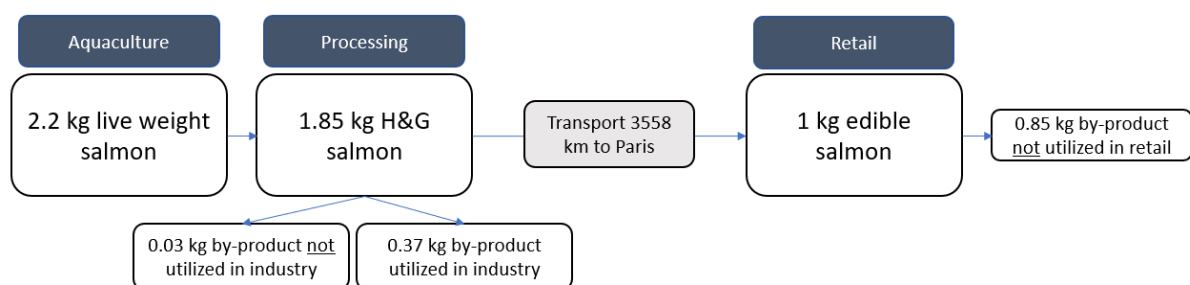 Aquaculture
Processing
Retail
2.2 kg live weight
salmon
1.85 kg H&G
salmon
Transport 3558
km to Paris
1 kg edible
salmon
0.85 kg by-product
not utilized in retail
0.03 kg by-product not
utilized in industry
0.37 kg by-product
utilized in industry